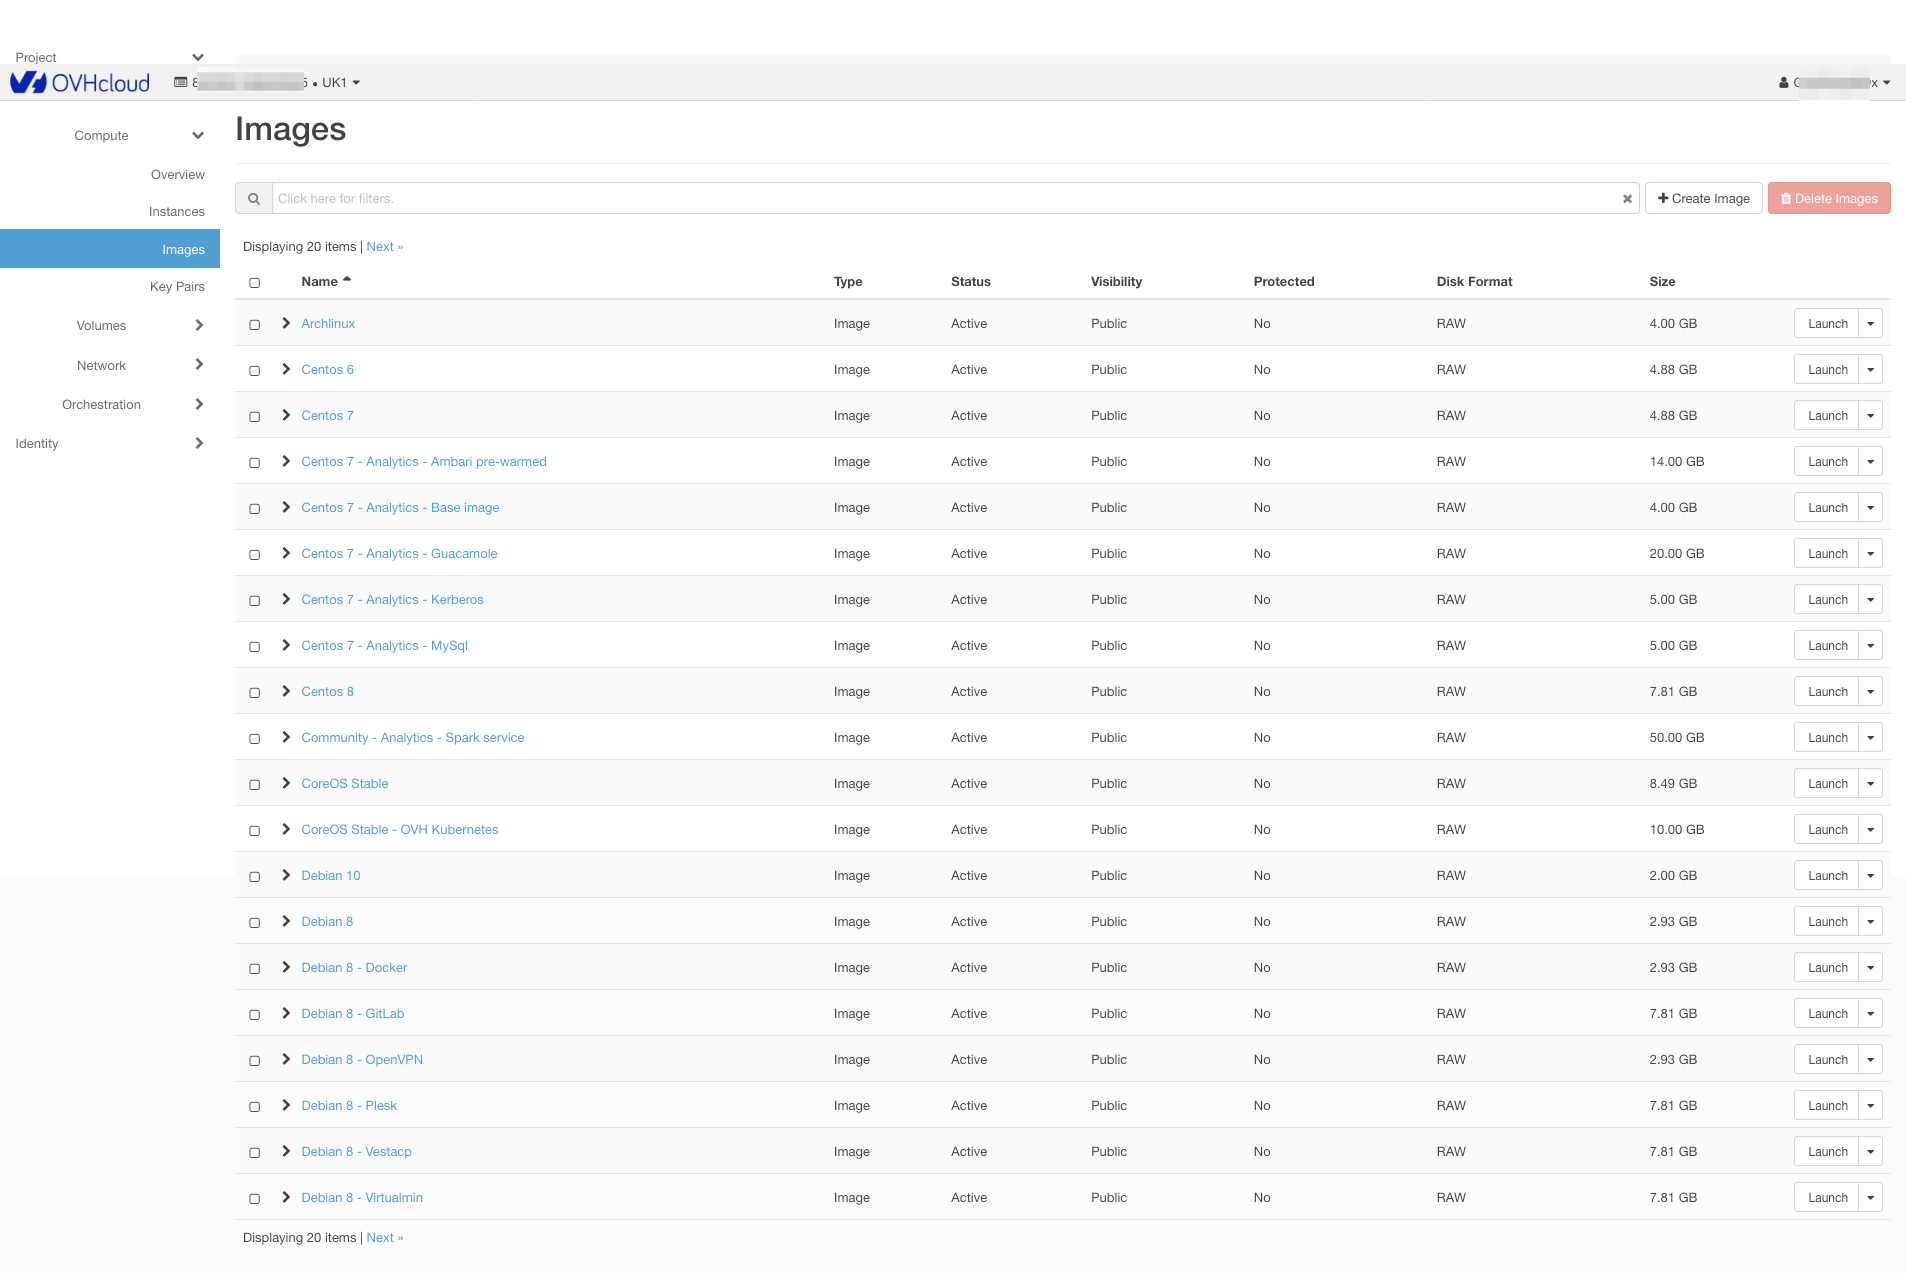 Project
OVHcloud
• UK1
Compute
Overview
Instances
Images
Key Pairs
Volumes
Network
Orchestration
Identity
Images
Click here for filters.
Create Image
Delete Images
Displaying 20 items | Next »
Name Type Status Visibility Protected Disk Format Size
Archlinux Image Active Public No RAW 4.00 GB Launch
Centos 6 Image Active Public No RAW 4.88 GB Launch
Centos 7 Image Active Public No RAW 4.88 GB Launch
Centos 7 - Analytics - Ambari pre-warmed Image Active Public No RAW 14.00 GB Launch
Centos 7 - Analytics - Base image Image Active Public No RAW 4.00 GB Launch
Centos 7 - Analytics - Guacamole Image Active Public No RAW 20.00 GB Launch
Centos 7 - Analytics - Kerberos Image Active Public No RAW 5.00 GB Launch
Centos 7 - Analytics - MySql Image Active Public No RAW 5.00 GB Launch
Centos 8 Image Active Public No RAW 7.81 GB Launch
Community - Analytics - Spark service Image Active Public No RAW 50.00 GB Launch
CoreOS Stable Image Active Public No RAW 8.49 GB Launch
CoreOS Stable - OVH Kubernetes Image Active Public No RAW 10.00 GB Launch
Debian 10 Image Active Public No RAW 2.00 GB Launch
Debian 8 Image Active Public No RAW 2.93 GB Launch
Debian 8 - Docker Image Active Public No RAW 2.93 GB Launch
Debian 8 - GitLab Image Active Public No RAW 7.81 GB Launch
Debian 8 - OpenVPN Image Active Public No RAW 2.93 GB Launch
Debian 8 - Plesk Image Active Public No RAW 7.81 GB Launch
Debian 8 - Vestacp Image Active Public No RAW 7.81 GB Launch
Debian 8 - Virtualmin Image Active Public No RAW 7.81 GB Launch
Displaying 20 items | Next »